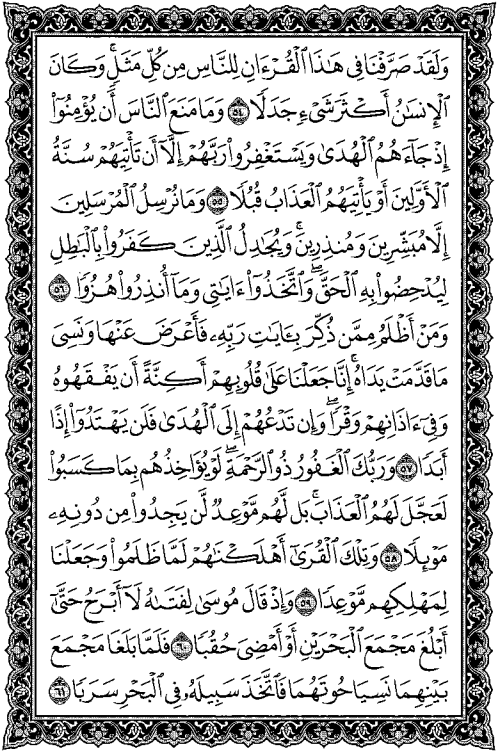 وَلَقَدْ صَرَّفْنَا فِى هَٰذَا ٱلْقُرْءَانِ لِلنَّاسِ مِن كُلِّ مَثَلٍۢ ۚ وَكَانَ
ٱلْإِنسَٰنُ أَكْثَرَ شَىْءٍۢ جَدَلًۭا ٥٤ وَمَا مَنَعَ ٱلنَّاسَ أَن يُؤْمِنُوٓا۟
إِذْ جَآءَهُمُ ٱلْهُدَىٰ وَيَسْتَغْفِرُوا۟ رَبَّهُمْ إِلَّآ أَن تَأْتِيَهُمْ سُنَّةُ
ٱلْأَوَّلِينَ أَوْ يَأْتِيَهُمُ ٱلْعَذَابُ قُبُلًۭا ٥٥ وَمَا نُرْسِلُ ٱلْمُرْسَلِينَ
إِلَّا مُبَشِّرِينَ وَمُنذِرِينَ ۚ وَيُجَٰدِلُ ٱلَّذِينَ كَفَرُوا۟ بِٱلْبَٰطِلِ
لِيُدْحِضُوا۟ بِهِ ٱلْحَقَّ ۖ وَٱتَّخَذُوٓا۟ ءَايَٰتِى وَمَآ أُنذِرُوا۟ هُزُوًۭا ٥٦
وَمَنْ أَظْلَمُ مِمَّن ذُكِّرَ بِـَٔايَٰتِ رَبِّهِۦ فَأَعْرَضَ عَنْهَا وَنَسِىَ
مَا قَدَّمَتْ يَدَاهُ ۚ إِنَّا جَعَلْنَا عَلَىٰ قُلُوبِهِمْ أَكِنَّةً أَن يَفْقَهُوهُ
وَفِىٓ ءَاذَانِهِمْ وَقْرًۭا ۖ وَإِن تَدْعُهُمْ إِلَى ٱلْهُدَىٰ فَلَن يَهْتَدُوٓا۟ إِذًا
أَبَدًۭا ٥٧ وَرَبُّكَ ٱلْغَفُورُ ذُو ٱلرَّحْمَةِ ۖ لَوْ يُؤَاخِذُهُم بِمَا كَسَبُوا۟
لَعَجَّلَ لَهُمُ ٱلْعَذَابَ ۚ بَل لَّهُم مَّوْعِدٌۭ لَّن يَجِدُوا۟ مِن دُونِهِۦ
مَوْئِلًۭا ٥٨ وَتِلْكَ ٱلْقُرَىٰٓ أَهْلَكْنَٰهُمْ لَمَّا ظَلَمُوا۟ وَجَعَلْنَا
لِمَهْلِكِهِم مَّوْعِدًۭا ٥٩ وَإِذْ قَالَ مُوسَىٰ لِفَتَىٰهُ لَآ أَبْرَحُ حَتَّىٰٓ
أَبْلُغَ مَجْمَعَ ٱلْبَحْرَيْنِ أَوْ أَمْضِىَ حُقُبًۭا ٦٠ فَلَمَّا بَلَغَا مَجْمَعَ
بَيْنِهِمَا نَسِيَا حُوتَهُمَا فَٱتَّخَذَ سَبِيلَهُۥ فِى ٱلْبَحْرِ سَرَبًۭا ٦١